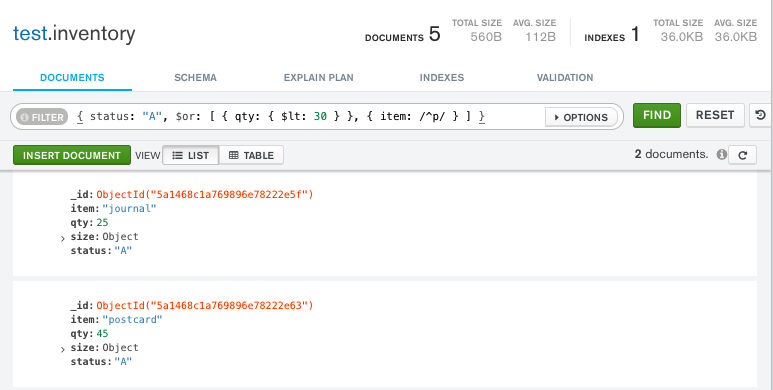 test.inventory
DOCUMENTS 5 TOTAL SIZE 560B AVG. SIZE 112B INDEXES 1 TOTAL SIZE 36.0KB AVG. SIZE 36.0KB
DOCUMENTS SCHEMA EXPLAIN PLAN INDEXES VALIDATION
FILTER { status: "A", $or: [ { qty: { $lt: 30 } }, { item: /^p/ } ] } OPTIONS FIND RESET
INSERT DOCUMENT VIEW LIST TABLE 2 documents.
_id: ObjectId("5a1468c1a769896e78222e5f")
item: "journal"
qty: 25
size: Object
status: "A"
_id: ObjectId("5a1468c1a769896e78222e63")
item: "postcard"
qty: 45
size: Object
status: "A"